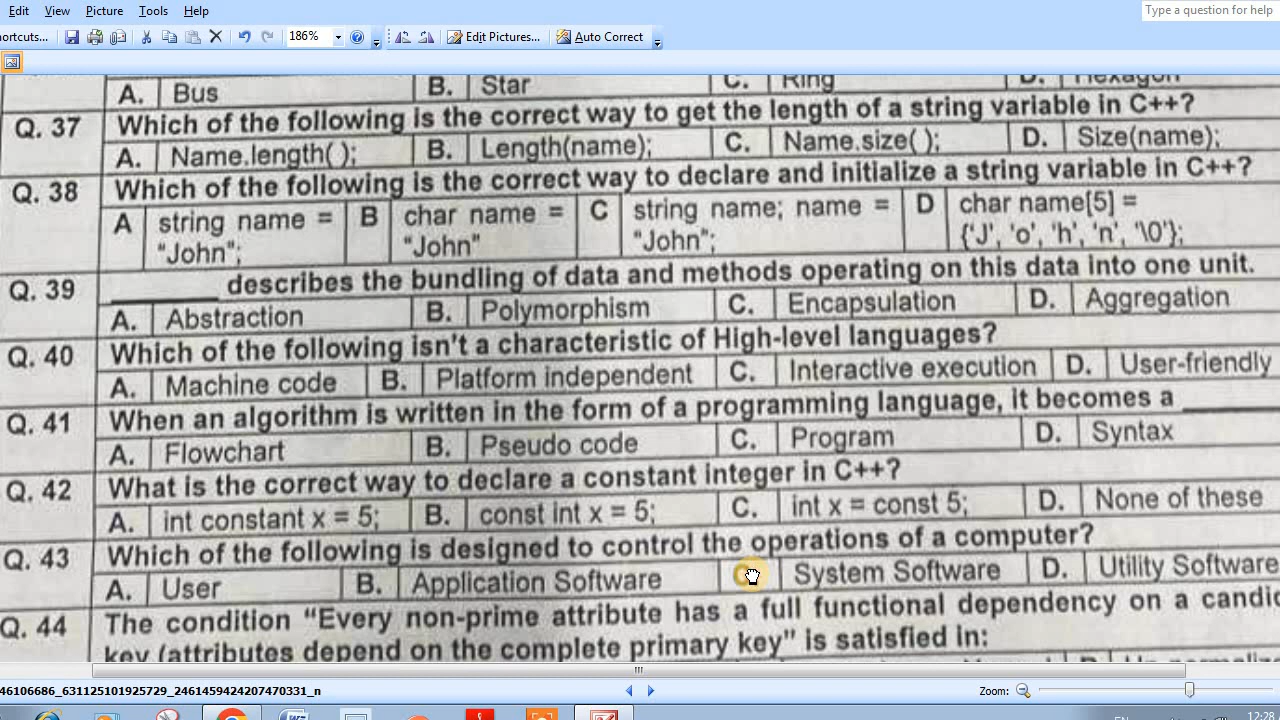 Edit View Picture Tools Help Type a question for help
ortcuts... 186% Edit Pictures... Auto Correct
A. Bus B. Star C. Ring D. Hexagon
Q. 37 Which of the following is the correct way to get the length of a string variable in C++?
A. Name.length( ); B. Length(name); C. Name.size( ); D. Size(name);
Q. 38 Which of the following is the correct way to declare and initialize a string variable in C++?
A string name = B char name = C string name; name = D char name[5] =
“John”; “John” “John”; {'J', 'o', 'h', 'n', '\0'};
Q. 39 ________ describes the bundling of data and methods operating on this data into one unit.
A. Abstraction B. Polymorphism C. Encapsulation D. Aggregation
Q. 40 Which of the following isn't a characteristic of High-level languages?
A. Machine code B. Platform independent C. Interactive execution D. User-friendly
Q. 41 When an algorithm is written in the form of a programming language, it becomes a ______
A. Flowchart B. Pseudo code C. Program D. Syntax
Q. 42 What is the correct way to declare a constant integer in C++?
A. int constant x = 5; B. const int x = 5; C. int x = const 5; D. None of these
Q. 43 Which of the following is designed to control the operations of a computer?
A. User B. Application Software System Software D. Utility Software
Q. 44 The condition “Every non-prime attribute has a full functional dependency on a candid
key (attributes depend on the complete primary key” is satisfied in:
46106686_631125101925729_2461459424207470331_n Zoom:
EN 12:28